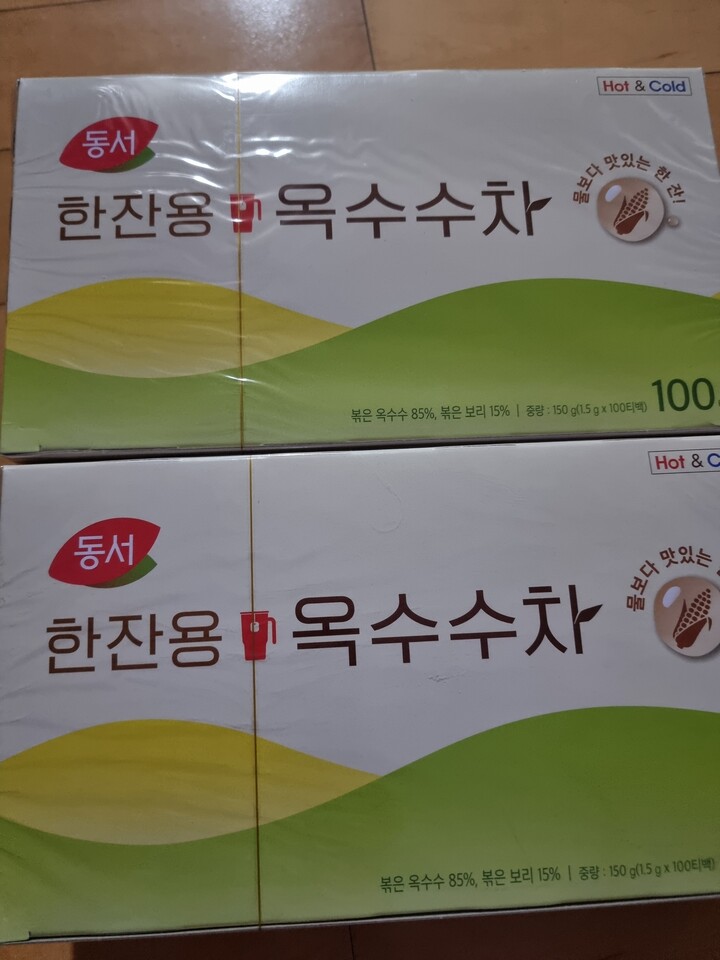 Hot & Cold
동서
물보다 맛있는 한 잔!
한잔용 옥수수차
볶은 옥수수 85%, 볶은 보리 15% | 중량 : 150 g(1.5 g x 100티백) 100
Hot & C
동서
물보다 맛있는
한잔용 옥수수차
볶은 옥수수 85%, 볶은 보리 15% | 중량 : 150 g(1.5 g x 100티백)